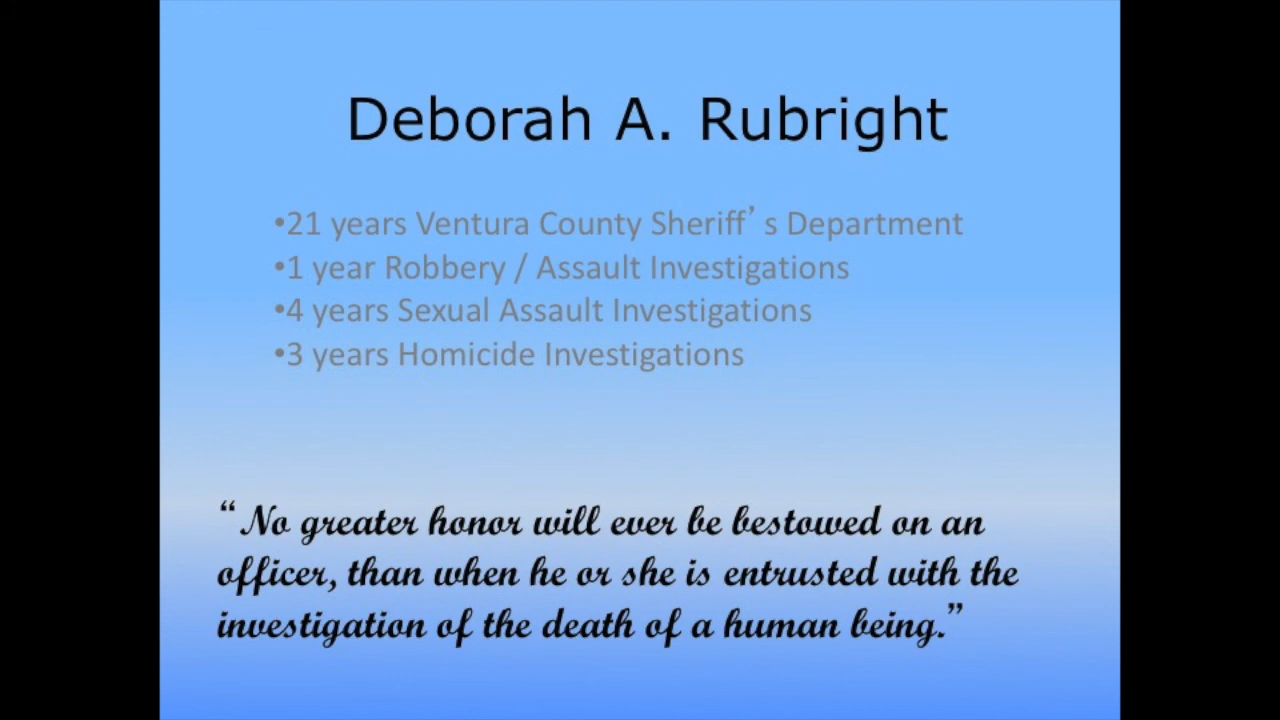 Deborah A. Rubright
•21 years Ventura County Sheriff’s Department
•1 year Robbery / Assault Investigations
•4 years Sexual Assault Investigations
•3 years Homicide Investigations
“No greater honor will ever be bestowed on an
officer, than when he or she is entrusted with the
investigation of the death of a human being.”